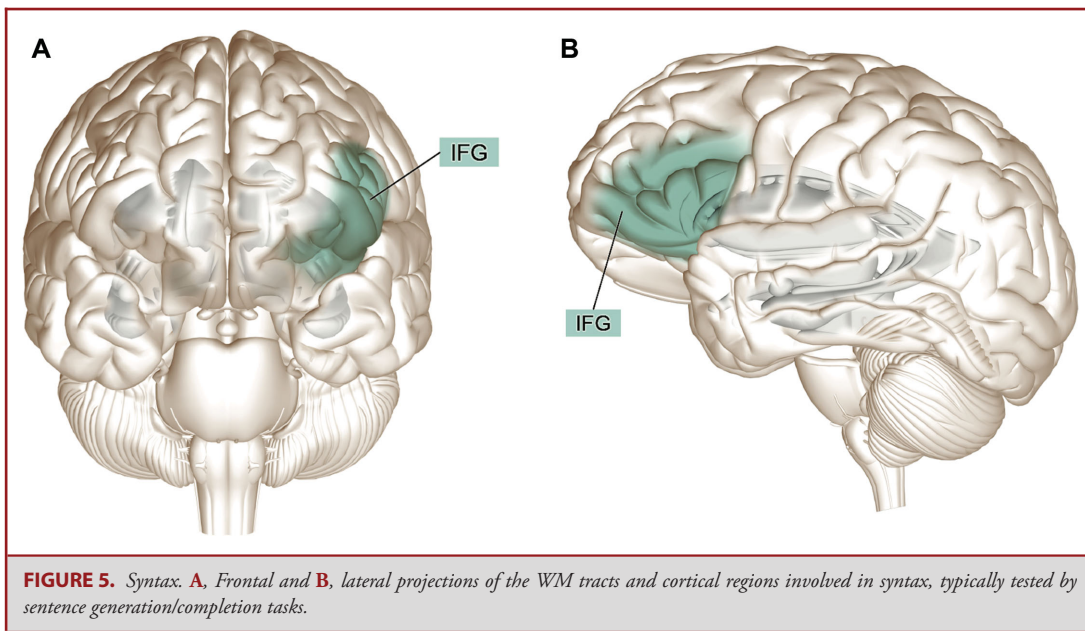 A
B
IFG
IFG
FIGURE 5. Syntax. A, Frontal and B, lateral projections of the WM tracts and cortical regions involved in syntax, typically tested by
sentence generation/completion tasks.